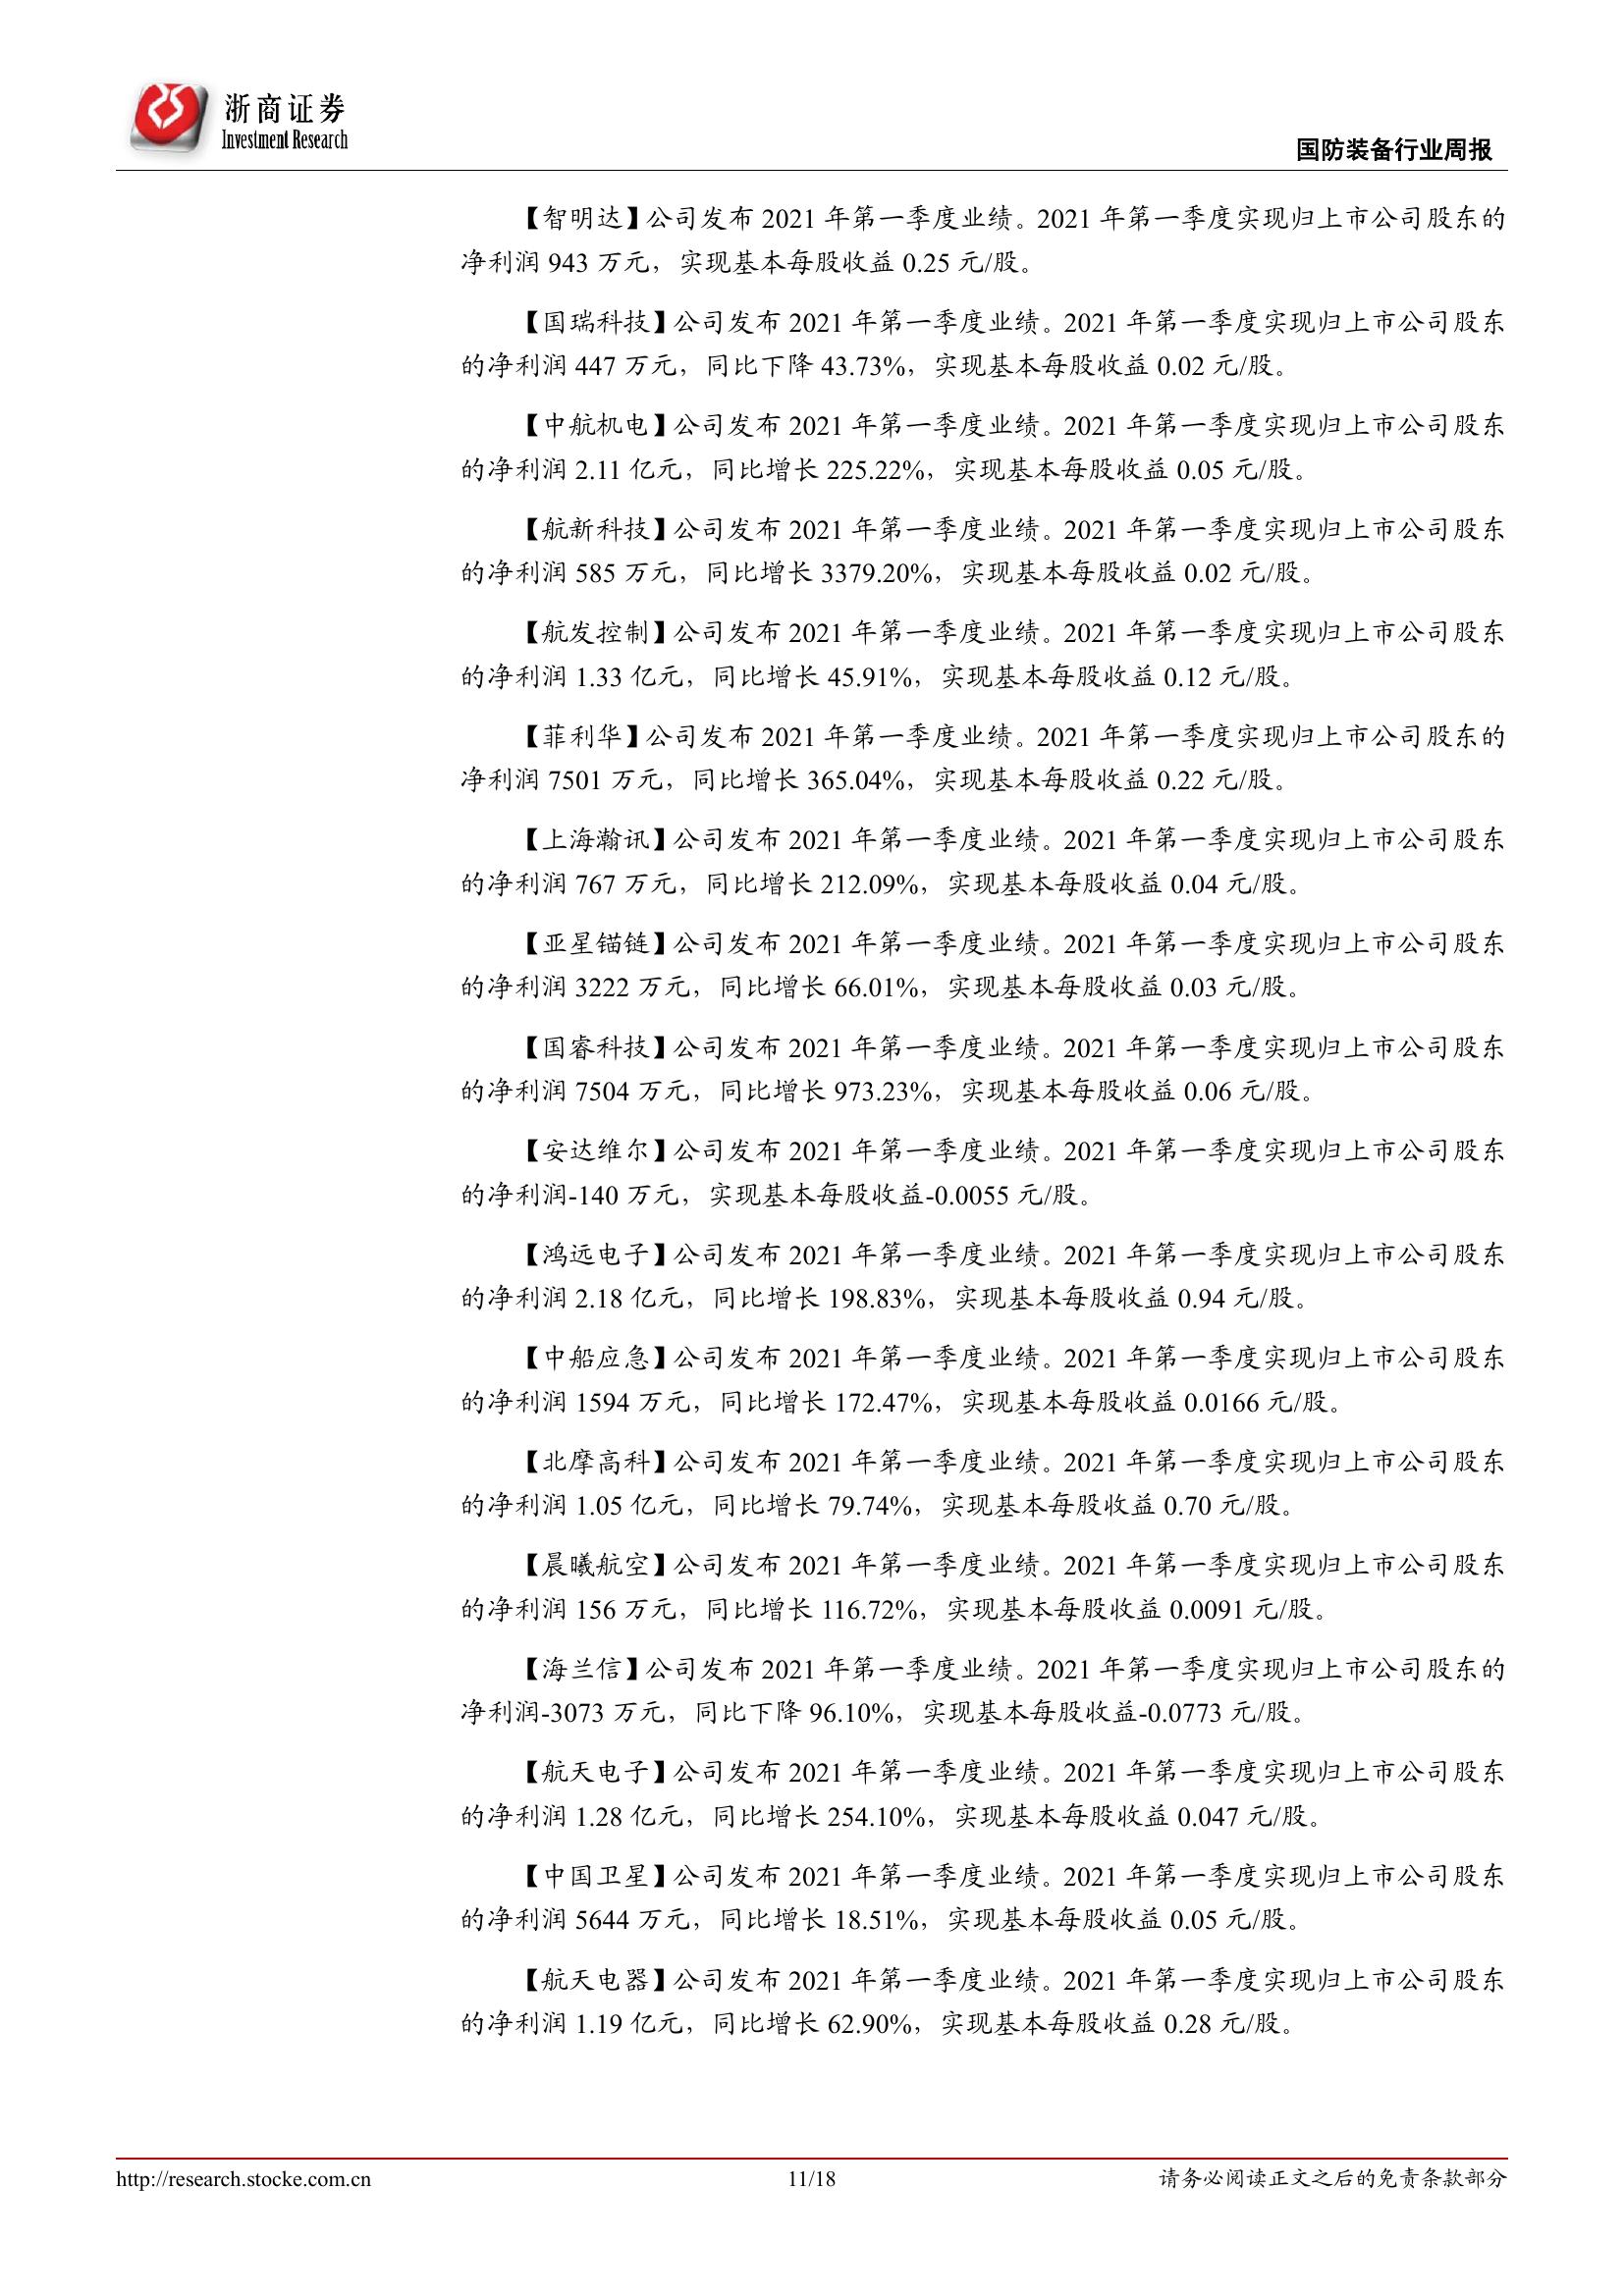 浙商证券
Investment Research
国防装备行业周报
【智明达】公司发布 2021 年第一季度业绩。2021 年第一季度实现归上市公司股东的
净利润 943 万元，实现基本每股收益 0.25 元/股。
【国瑞科技】公司发布 2021 年第一季度业绩。2021 年第一季度实现归上市公司股东
的净利润 447 万元，同比下降 43.73%，实现基本每股收益 0.02 元/股。
【中航机电】公司发布 2021 年第一季度业绩。2021 年第一季度实现归上市公司股东
的净利润 2.11 亿元，同比增长 225.22%，实现基本每股收益 0.05 元/股。
【航新科技】公司发布 2021 年第一季度业绩。2021 年第一季度实现归上市公司股东
的净利润 585 万元，同比增长 3379.20%，实现基本每股收益 0.02 元/股。
【航发控制】公司发布 2021 年第一季度业绩。2021 年第一季度实现归上市公司股东
的净利润 1.33 亿元，同比增长 45.91%，实现基本每股收益 0.12 元/股。
【菲利华】公司发布 2021 年第一季度业绩。2021 年第一季度实现归上市公司股东的
净利润 7501 万元，同比增长 365.04%，实现基本每股收益 0.22 元/股。
【上海瀚讯】公司发布 2021 年第一季度业绩。2021 年第一季度实现归上市公司股东
的净利润 767 万元，同比增长 212.09%，实现基本每股收益 0.04 元/股。
【亚星锚链】公司发布 2021 年第一季度业绩。2021 年第一季度实现归上市公司股东
的净利润 3222 万元，同比增长 66.01%，实现基本每股收益 0.03 元/股。
【国睿科技】公司发布 2021 年第一季度业绩。2021 年第一季度实现归上市公司股东
的净利润 7504 万元，同比增长 973.23%，实现基本每股收益 0.06 元/股。
【安达维尔】公司发布 2021 年第一季度业绩。2021 年第一季度实现归上市公司股东
的净利润-140 万元，实现基本每股收益-0.0055 元/股。
【鸿远电子】公司发布 2021 年第一季度业绩。2021 年第一季度实现归上市公司股东
的净利润 2.18 亿元，同比增长 198.83%，实现基本每股收益 0.94 元/股。
【中船应急】公司发布 2021 年第一季度业绩。2021 年第一季度实现归上市公司股东
的净利润 1594 万元，同比增长 172.47%，实现基本每股收益 0.0166 元/股。
【北摩高科】公司发布 2021 年第一季度业绩。2021 年第一季度实现归上市公司股东
的净利润 1.05 亿元，同比增长 79.74%，实现基本每股收益 0.70 元/股。
【晨曦航空】公司发布 2021 年第一季度业绩。2021 年第一季度实现归上市公司股东
的净利润 156 万元，同比增长 116.72%，实现基本每股收益 0.0091 元/股。
【海兰信】公司发布 2021 年第一季度业绩。2021 年第一季度实现归上市公司股东的
净利润-3073 万元，同比下降 96.10%，实现基本每股收益-0.0773 元/股。
【航天电子】公司发布 2021 年第一季度业绩。2021 年第一季度实现归上市公司股东
的净利润 1.28 亿元，同比增长 254.10%，实现基本每股收益 0.047 元/股。
【中国卫星】公司发布 2021 年第一季度业绩。2021 年第一季度实现归上市公司股东
的净利润 5644 万元，同比增长 18.51%，实现基本每股收益 0.05 元/股。
【航天电器】公司发布 2021 年第一季度业绩。2021 年第一季度实现归上市公司股东
的净利润 1.19 亿元，同比增长 62.90%，实现基本每股收益 0.28 元/股。
http://research.stocke.com.cn
11/18
请务必阅读正文之后的免责条款部分